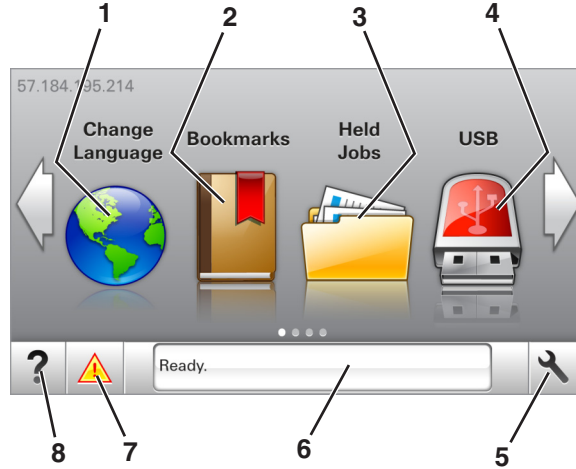 1 2 3 4
57.184.195.214
Change
Language
Bookmarks
Held
Jobs
USB
?
Ready.
8 7 6 5